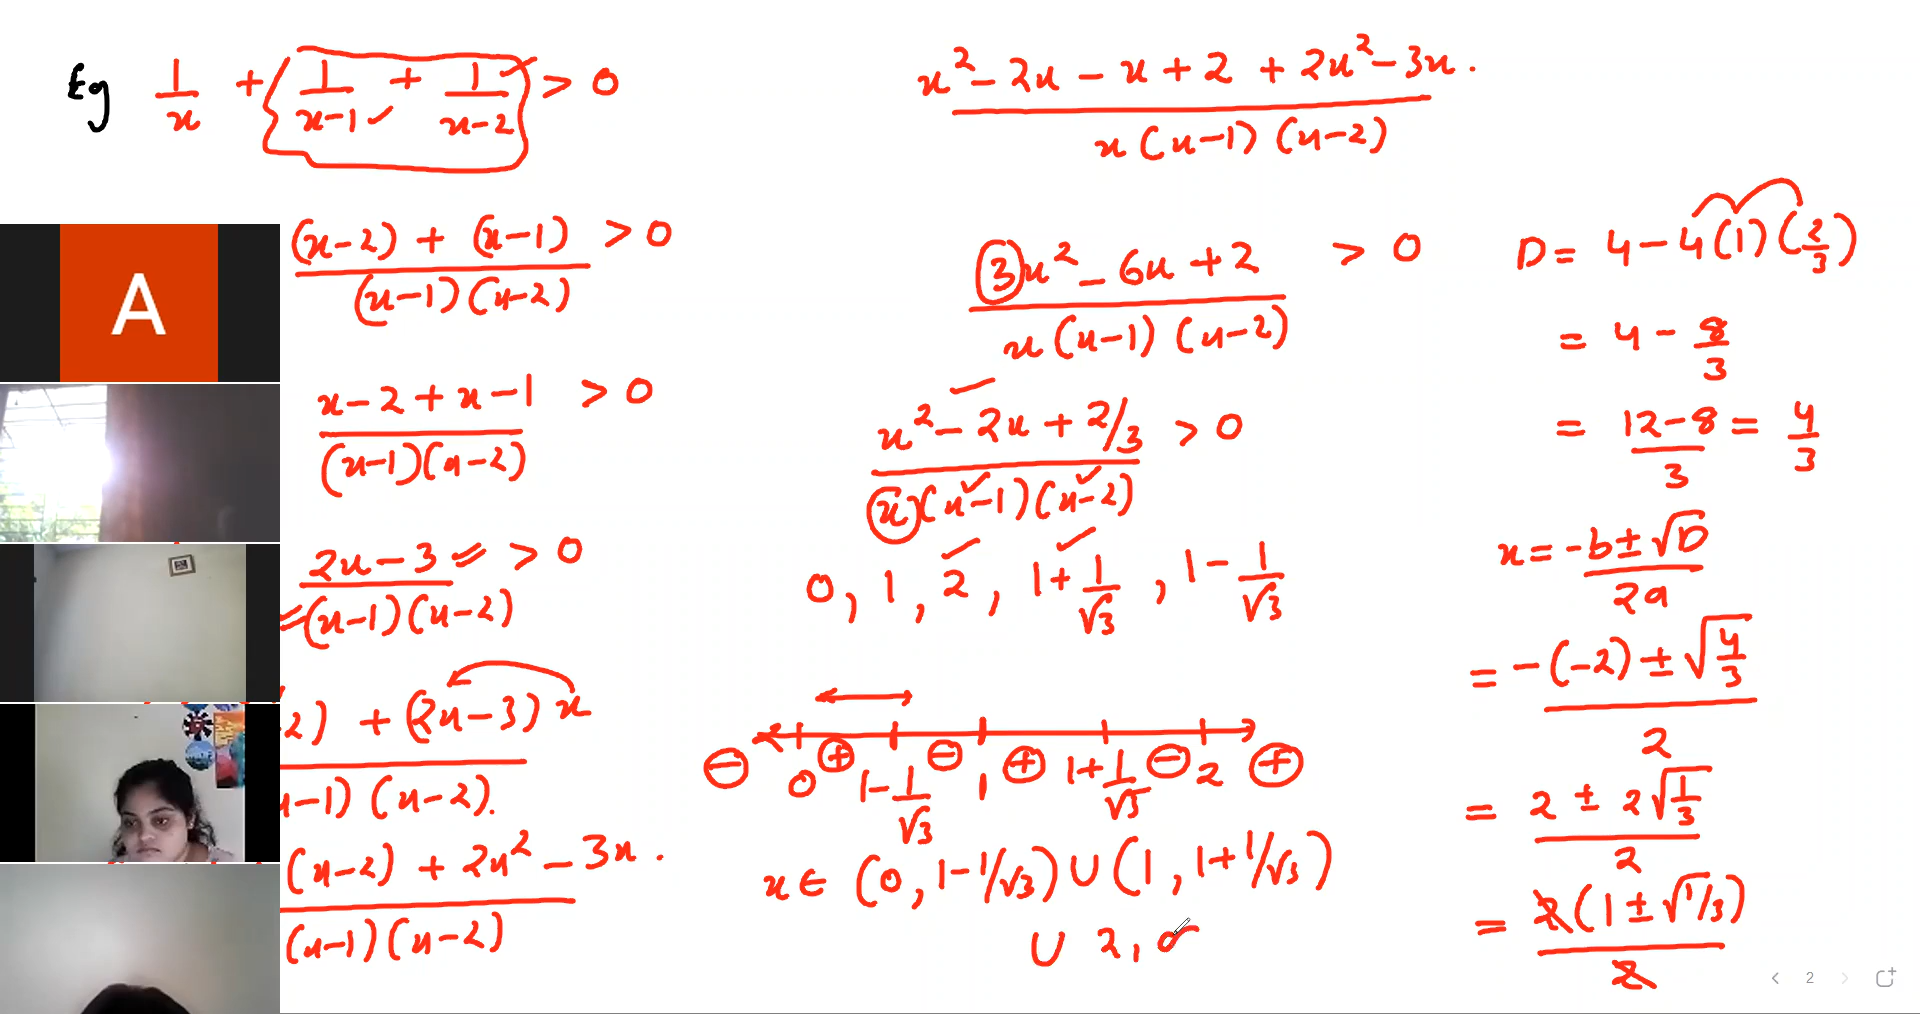 Eg 1/x + 1/(x-1) + 1/(x-2) > 0
(x-2) + (x-1) / (x-1)(x-2) > 0
x-2+x-1 / (x-1)(x-2) > 0
2x-3 / (x-1)(x-2) > 0
2) + (2x-3)x / x-1)(x-2).
(x-2) + 2x² - 3x. / (x-1)(x-2)
A
x² - 2x - x + 2 + 2x² - 3x. / x(x-1)(x-2)
3x² - 6x + 2 / x(x-1)(x-2) > 0
x² - 2x + 2/3 / x(x-1)(x-2) > 0
0, 1, 2, 1+1/√3, 1-1/√3
⊖ ⊕ ⊖ ⊕ ⊖ ⊕
0 1-1/√3 1 1+1/√3 2
x ∈ (0, 1-1/√3) ∪ (1, 1+1/√3)
∪ 2,
D = 4 - 4(1)(2/3)
= 4 - 8/3
= 12-8/3 = 4/3
x = -b±√D / 2a
= -(-2) ± √4/3 / 2
= 2 ± 2√1/3 / 2
= 2(1±√1/3) / 2
< 2 >